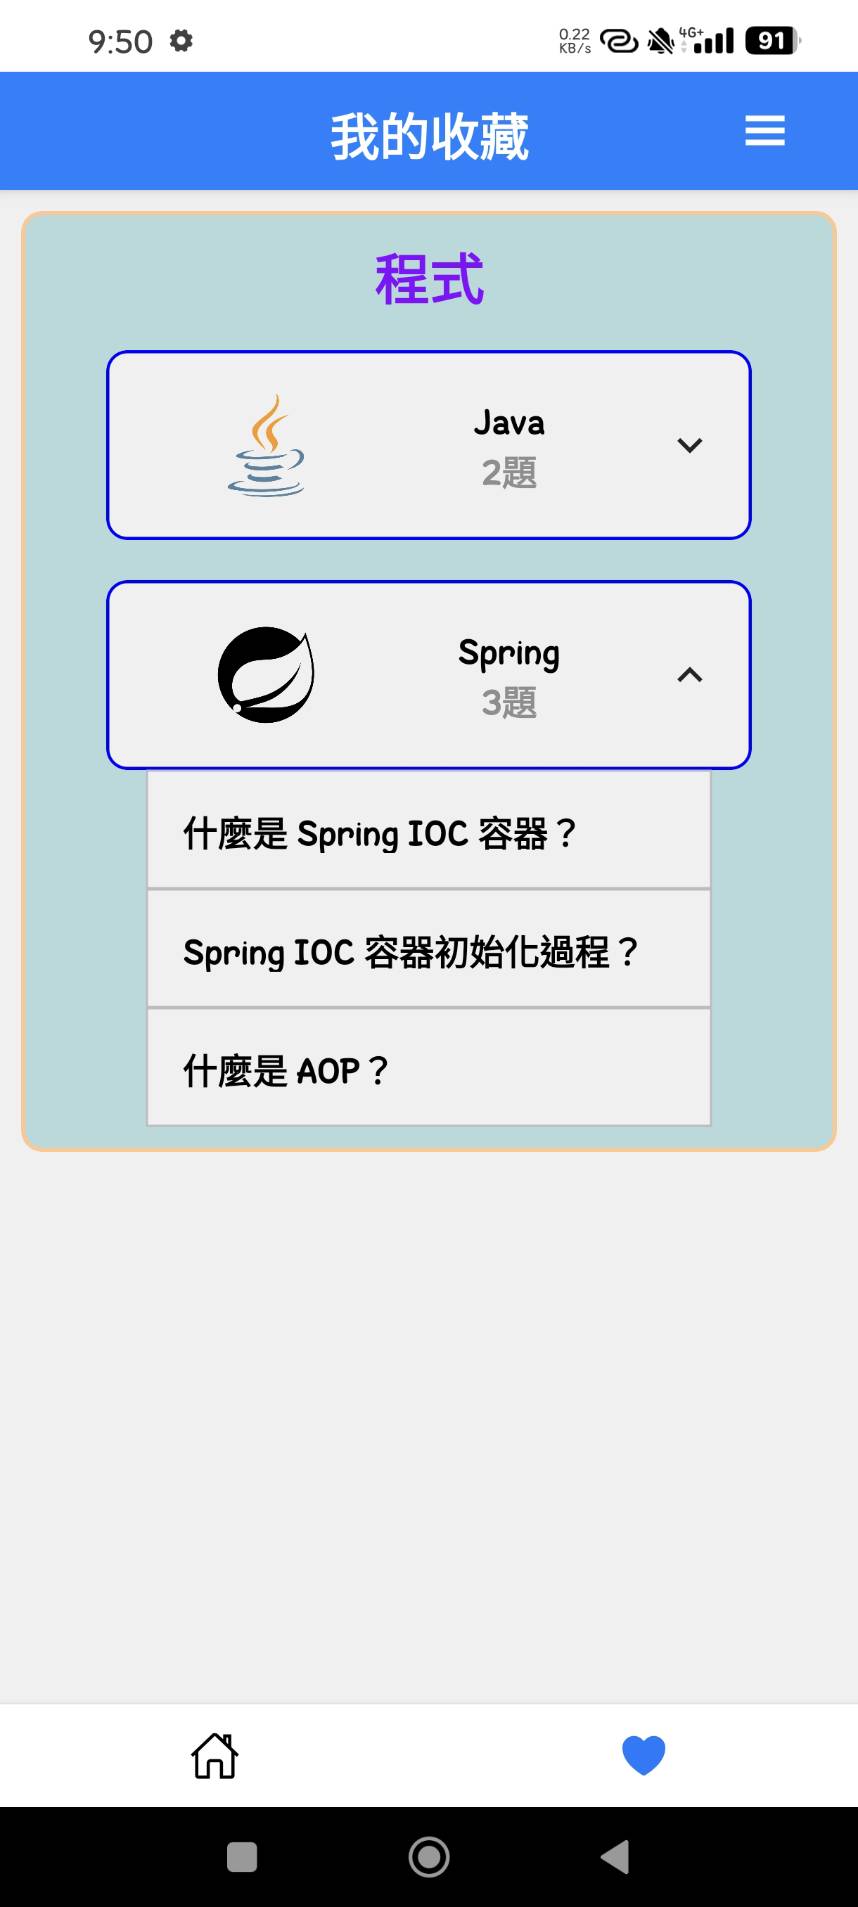 9:50
0.22
KB/s
4G+
91
我的收藏
程式
Java
2題
Spring
3題
什麼是 Spring IOC 容器？
Spring IOC 容器初始化過程？
什麼是 AOP？